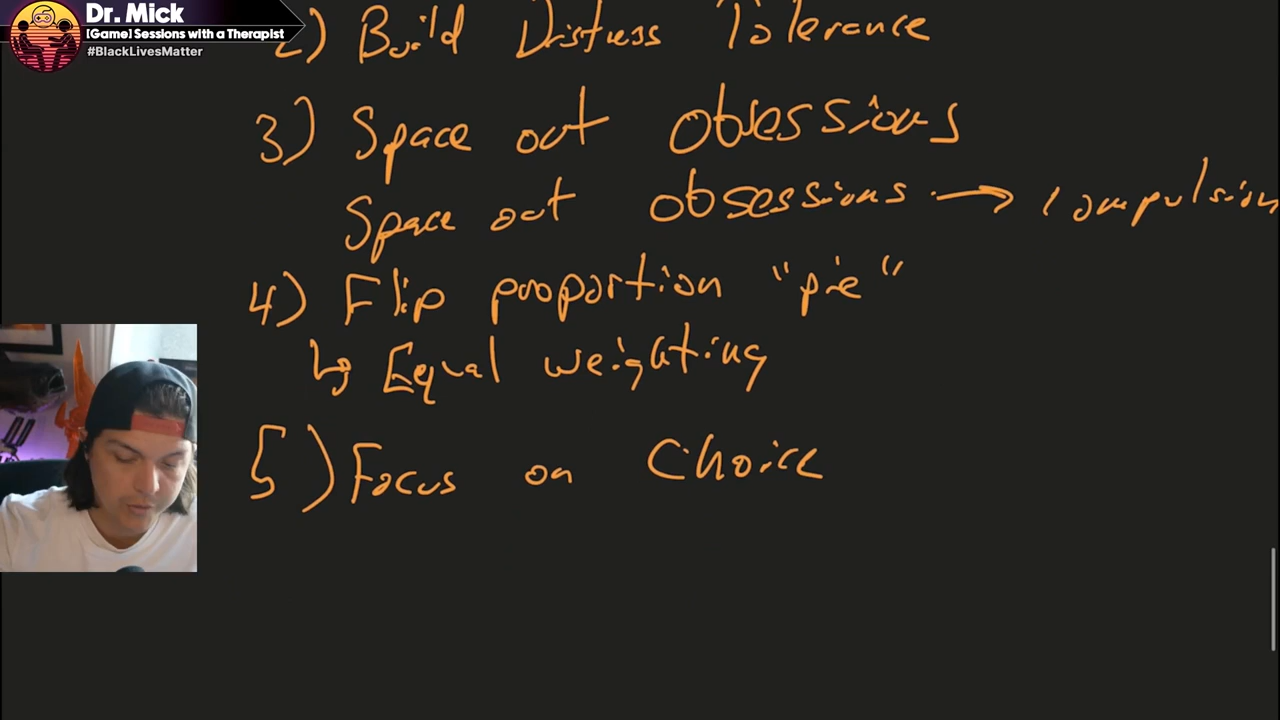 Dr. Mick
[Game] Sessions with a Therapist
#BlackLivesMatter
2) Build Distress Tolerance
3) Space out obsessions
Space out obsessions → compulsion
4) Flip proportion "pie"
↳ Equal weighting
5) Focus on Choice